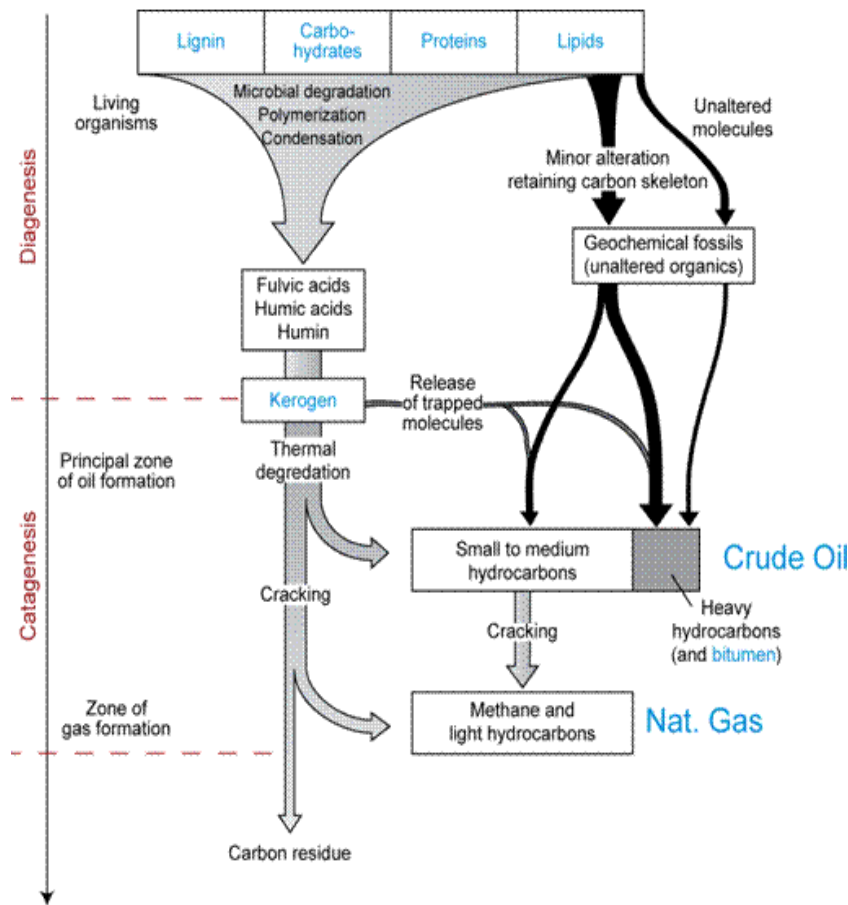 Lignin
Carbo-
hydrates
Proteins
Lipids
Living
organisms
Microbial degradation
Polymerization
Condensation
Unaltered
molecules
Minor alteration
retaining carbon skeleton
Diagenesis
Geochemical fossils
(unaltered organics)
Fulvic acids
Humic acids
Humin
Kerogen
Release
of trapped
molecules
Principal zone
of oil formation
Thermal
degredation
Small to medium
hydrocarbons
Crude Oil
Catagenesis
Cracking
Cracking
Heavy
hydrocarbons
(and bitumen)
Zone of
gas formation
Methane and
light hydrocarbons
Nat. Gas
Carbon residue